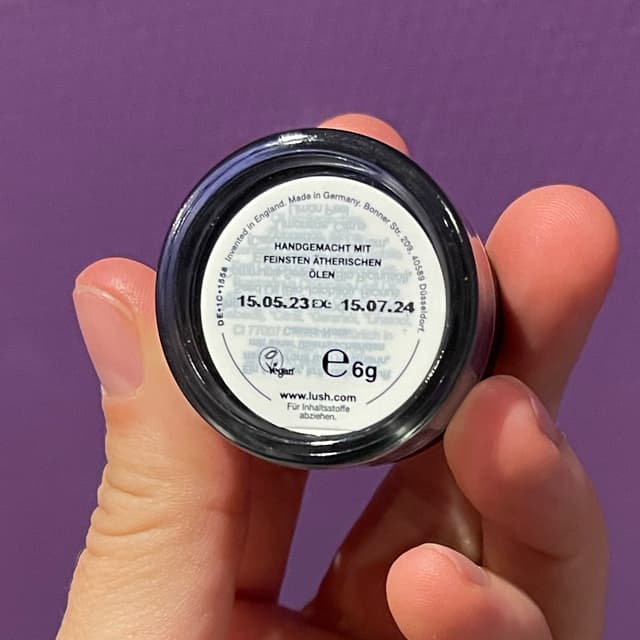 DE•1C•155g Invented in England. Made in Germany. Bonner Str. 209, 40589 Düsseldorf.
HANDGEMACHT MIT
FEINSTEN ÄTHERISCHEN
ÖLEN
15.05.23 EX: 15.07.24
Vegan
e 6g
www.lush.com
Für Inhaltsstoffe
abziehen.